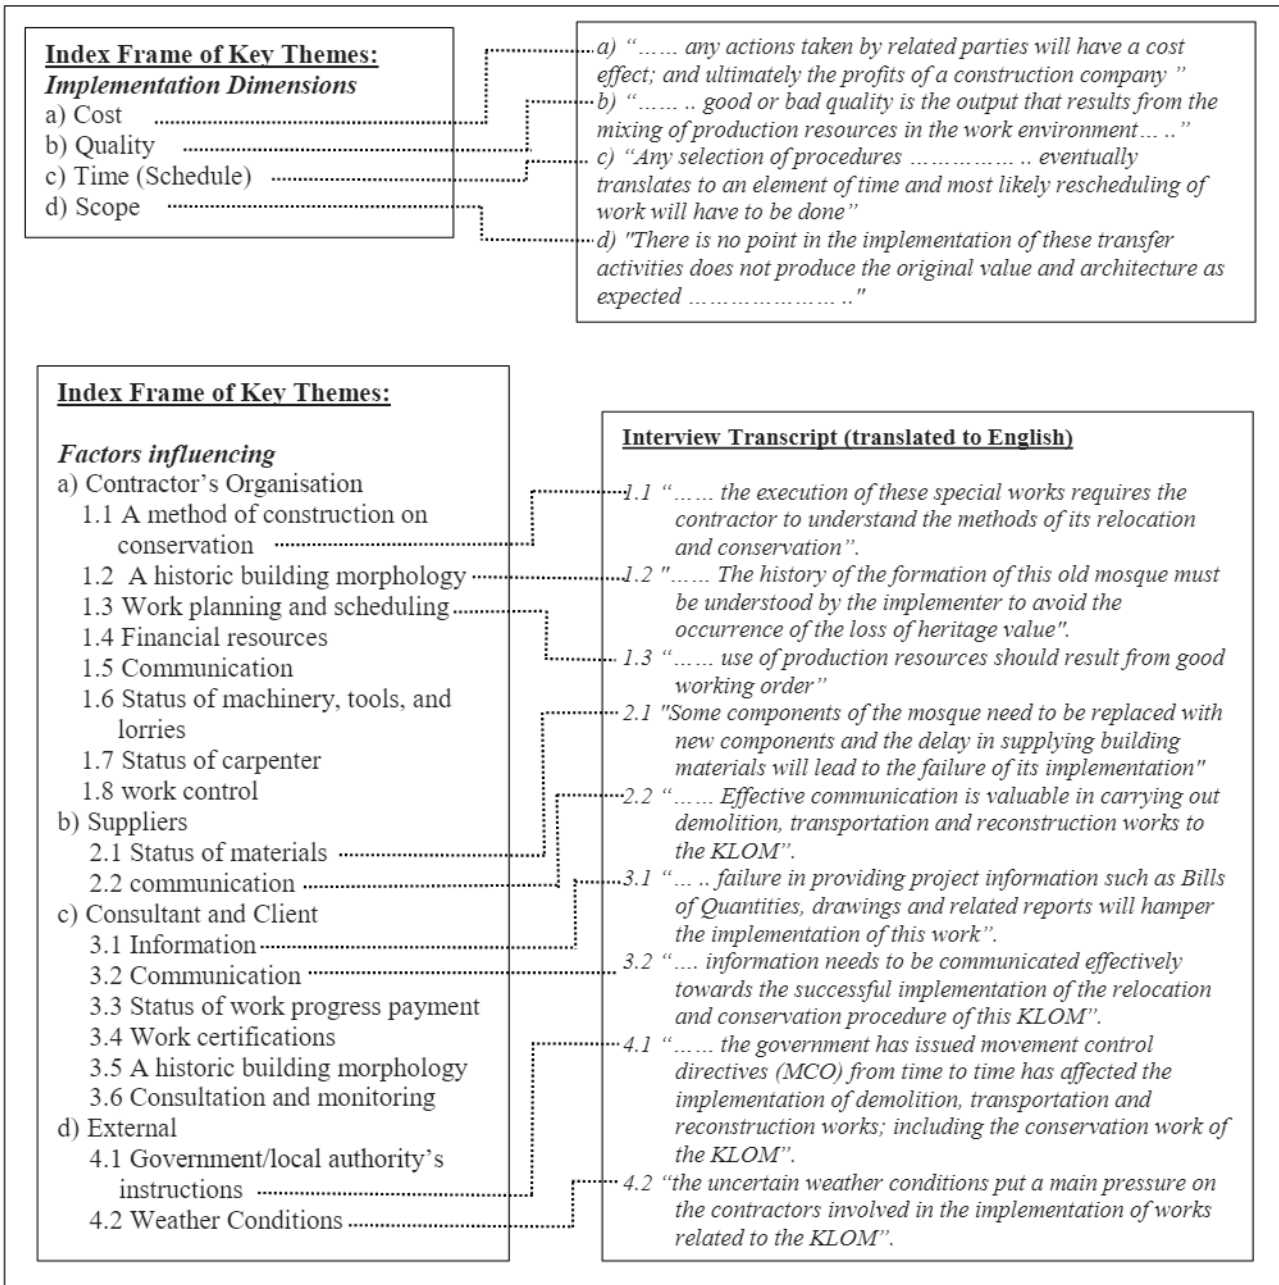 Index Frame of Key Themes:
Implementation Dimensions
a) Cost
b) Quality
c) Time (Schedule)
d) Scope
a) “…… any actions taken by related parties will have a cost
effect; and ultimately the profits of a construction company ”
b) “…… .. good or bad quality is the output that results from the
mixing of production resources in the work environment… ..”
c) “Any selection of procedures …………… .. eventually
translates to an element of time and most likely rescheduling of
work will have to be done”
d) "There is no point in the implementation of these transfer
activities does not produce the original value and architecture as
expected ………………… .."
Index Frame of Key Themes:
Factors influencing
a) Contractor’s Organisation
1.1 A method of construction on
conservation
1.2 A historic building morphology
1.3 Work planning and scheduling
1.4 Financial resources
1.5 Communication
1.6 Status of machinery, tools, and
lorries
1.7 Status of carpenter
1.8 work control
b) Suppliers
2.1 Status of materials
2.2 communication
c) Consultant and Client
3.1 Information
3.2 Communication
3.3 Status of work progress payment
3.4 Work certifications
3.5 A historic building morphology
3.6 Consultation and monitoring
d) External
4.1 Government/local authority’s
instructions
4.2 Weather Conditions
Interview Transcript (translated to English)
1.1 “…… the execution of these special works requires the
contractor to understand the methods of its relocation
and conservation”.
1.2 "…… The history of the formation of this old mosque must
be understood by the implementer to avoid the
occurrence of the loss of heritage value".
1.3 “…… use of production resources should result from good
working order”
2.1 "Some components of the mosque need to be replaced with
new components and the delay in supplying building
materials will lead to the failure of its implementation"
2.2 “…… Effective communication is valuable in carrying out
demolition, transportation and reconstruction works to
the KLOM”.
3.1 “… .. failure in providing project information such as Bills
of Quantities, drawings and related reports will hamper
the implementation of this work”.
3.2 “…. information needs to be communicated effectively
towards the successful implementation of the relocation
and conservation procedure of this KLOM”.
4.1 “…… the government has issued movement control
directives (MCO) from time to time has affected the
implementation of demolition, transportation and
reconstruction works; including the conservation work of
the KLOM”.
4.2 “the uncertain weather conditions put a main pressure on
the contractors involved in the implementation of works
related to the KLOM”.